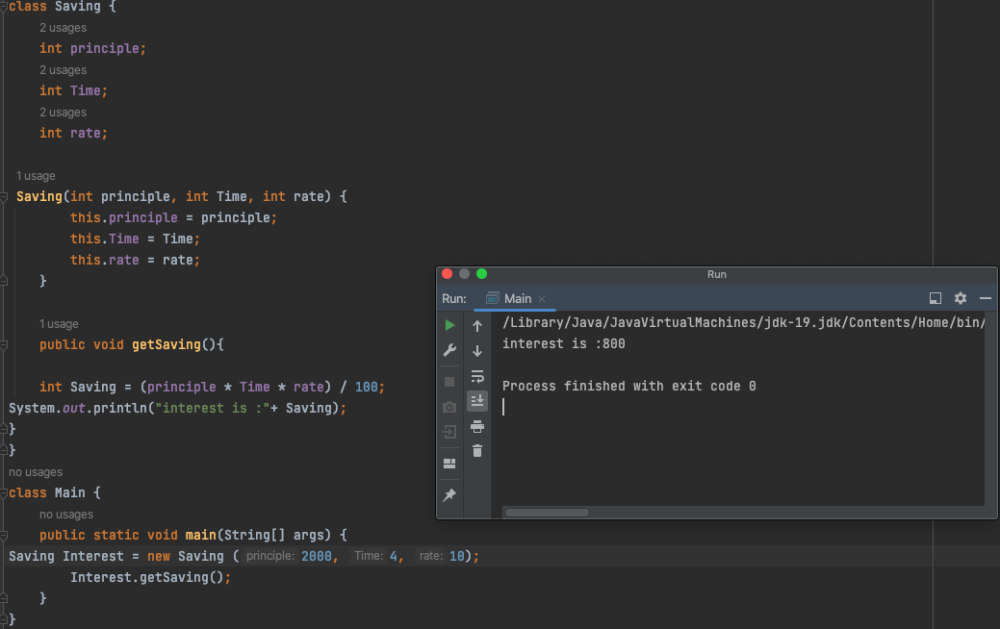 class Saving {
2 usages
int principle;
2 usages
int Time;
2 usages
int rate;
1 usage
Saving(int principle, int Time, int rate) {
this.principle = principle;
this.Time = Time;
this.rate = rate;
}
1 usage
public void getSaving(){
int Saving = (principle * Time * rate) / 100;
System.out.println("interest is :"+ Saving);
}
}
no usages
class Main {
no usages
public static void main(String[] args) {
Saving Interest = new Saving ( principle: 2000, Time: 4, rate: 10);
Interest.getSaving();
}
}
Run
Run: Main
/Library/Java/JavaVirtualMachines/jdk-19.jdk/Contents/Home/bin/
interest is :800
Process finished with exit code 0